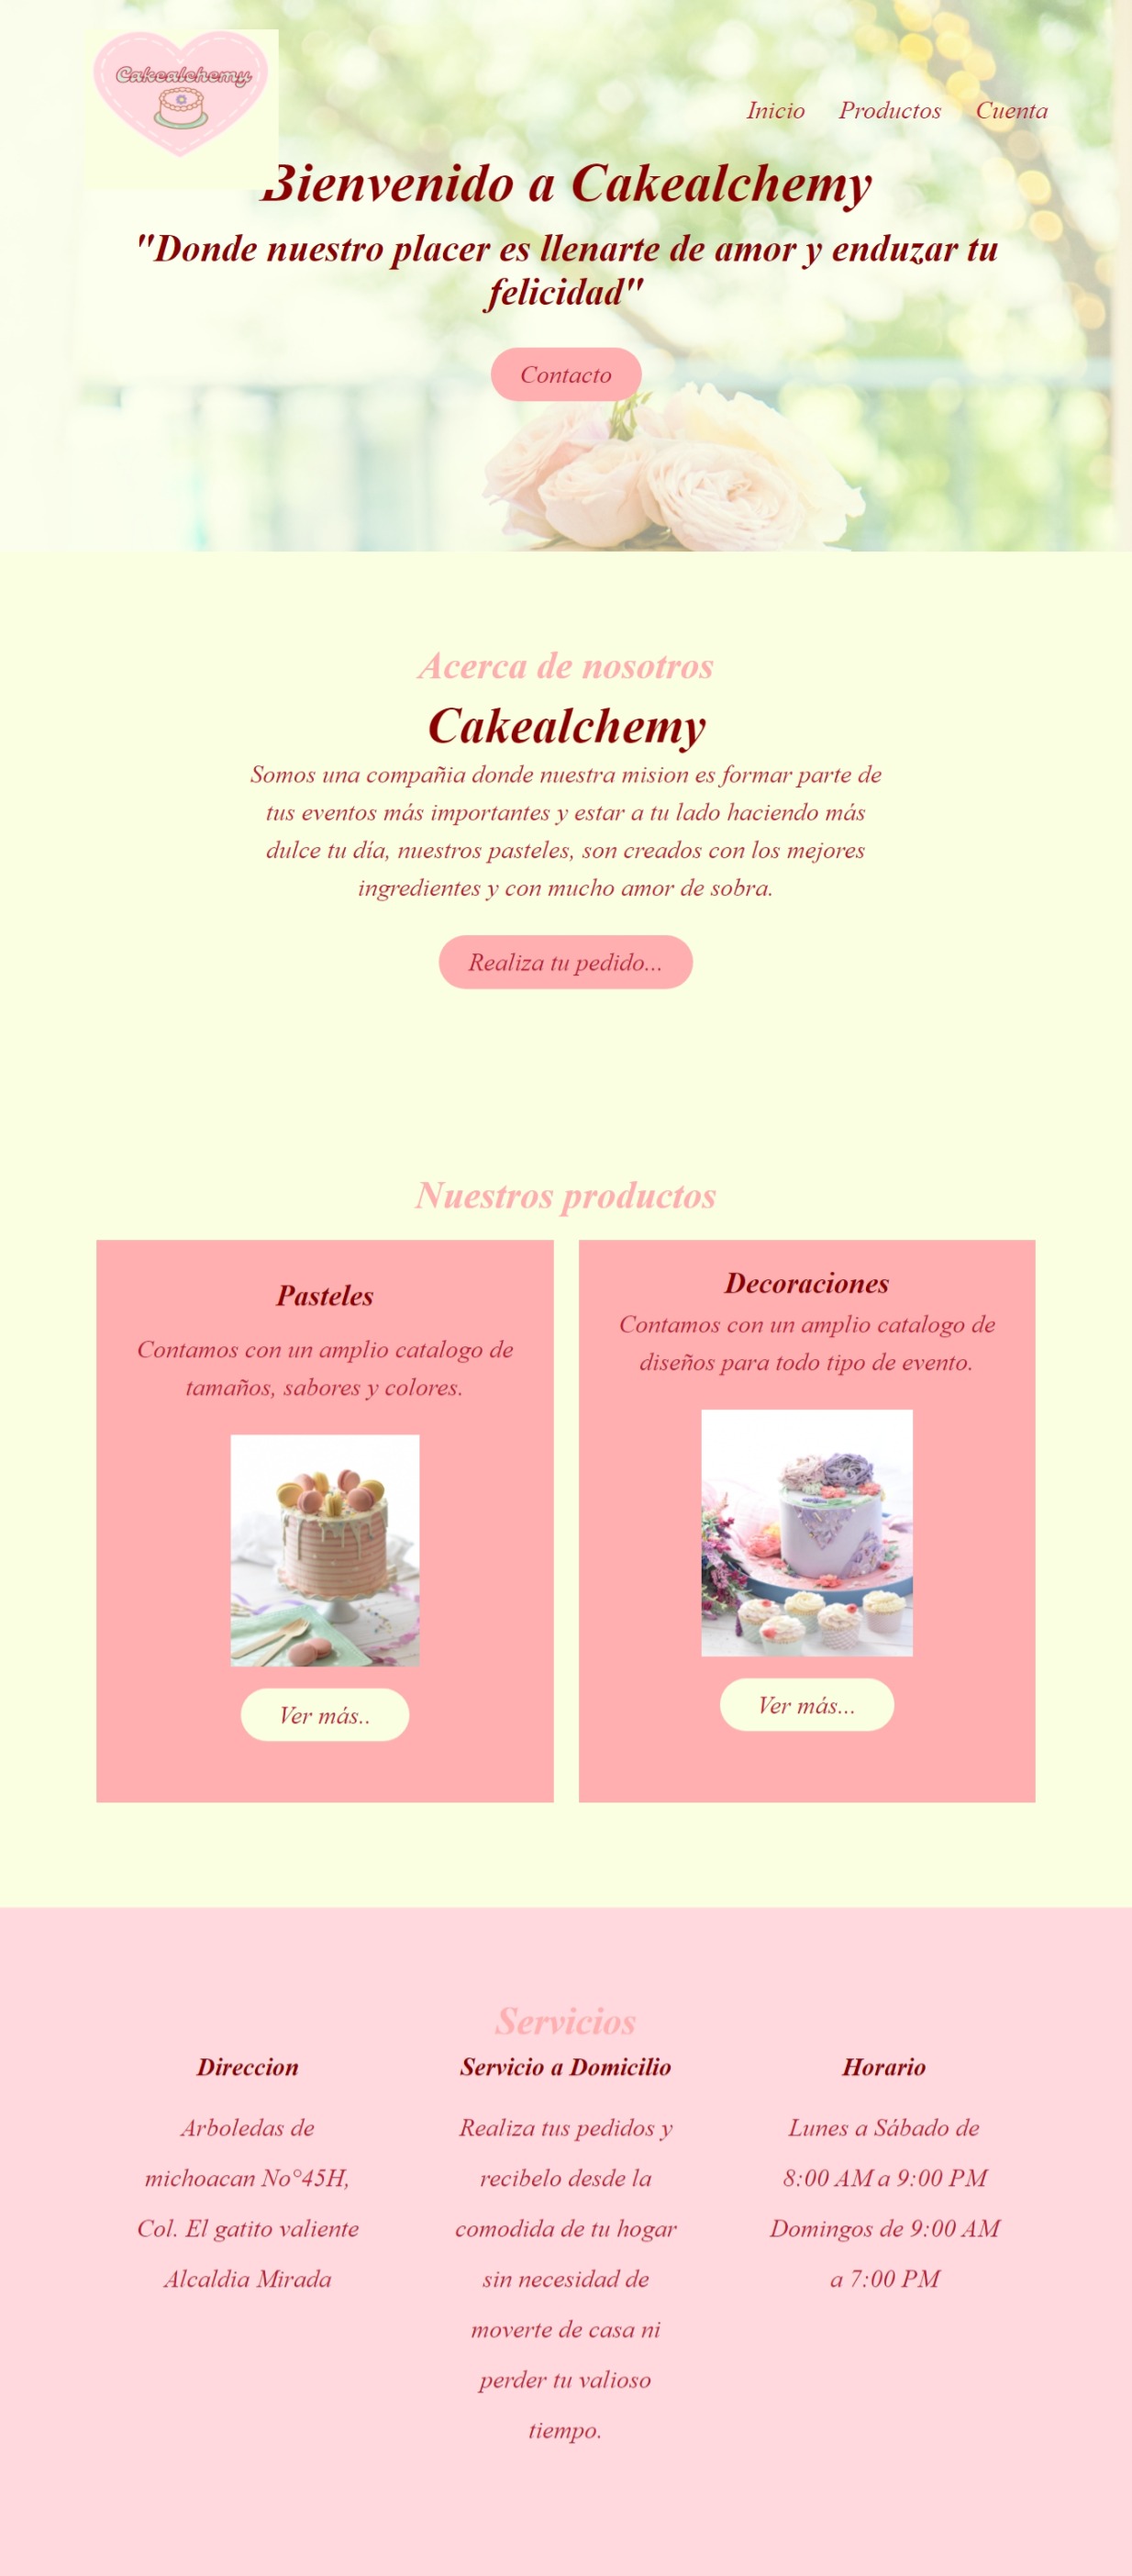 Cakealchemy
Inicio Productos Cuenta
Bienvenido a Cakealchemy
"Donde nuestro placer es llenarte de amor y enduzar tu
felicidad"
Contacto
Acerca de nosotros
Cakealchemy
Somos una compañia donde nuestra mision es formar parte de
tus eventos más importantes y estar a tu lado haciendo más
dulce tu día, nuestros pasteles, son creados con los mejores
ingredientes y con mucho amor de sobra.
Realiza tu pedido...
Nuestros productos
Pasteles
Contamos con un amplio catalogo de
tamaños, sabores y colores.
Ver más..
Decoraciones
Contamos con un amplio catalogo de
diseños para todo tipo de evento.
Ver más...
Servicios
Direccion
Arboledas de
michoacan No°45H,
Col. El gatito valiente
Alcaldia Mirada
Servicio a Domicilio
Realiza tus pedidos y
recibelo desde la
comodida de tu hogar
sin necesidad de
moverte de casa ni
perder tu valioso
tiempo.
Horario
Lunes a Sábado de
8:00 AM a 9:00 PM
Domingos de 9:00 AM
a 7:00 PM